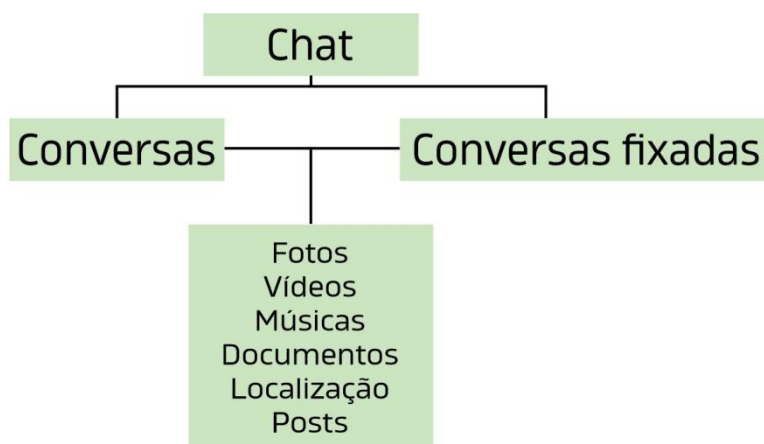 Chat
Conversas
Conversas fixadas
Fotos
Vídeos
Músicas
Documentos
Localização
Posts